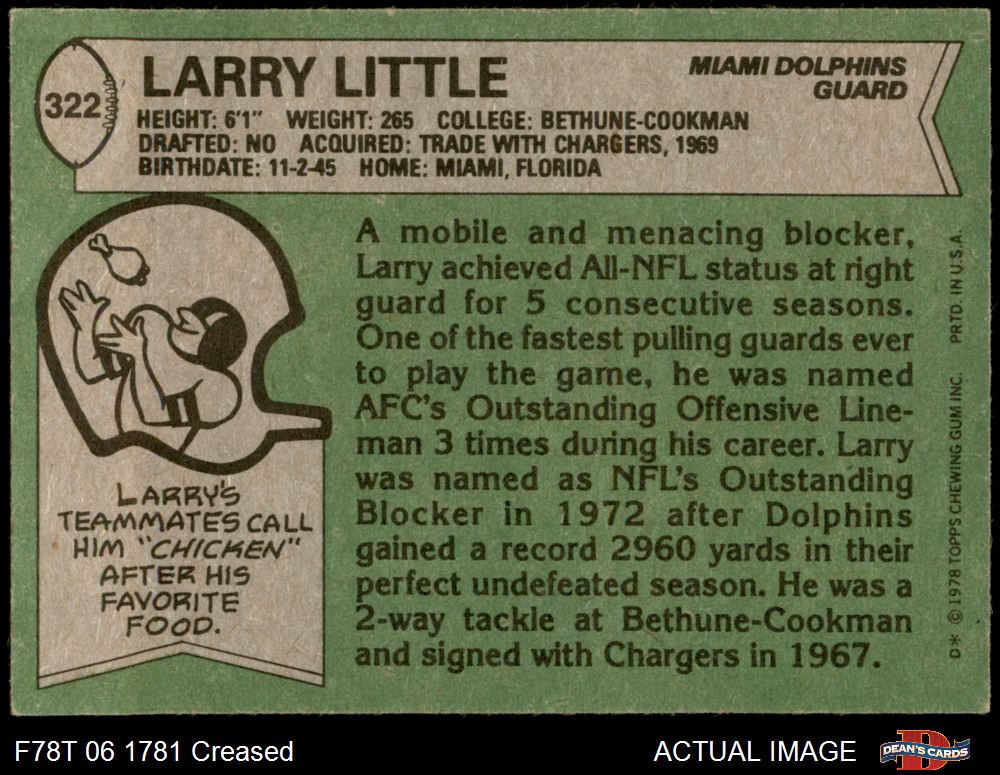 322
LARRY LITTLE
MIAMI DOLPHINS
GUARD
HEIGHT: 6'1" WEIGHT: 265 COLLEGE: BETHUNE-COOKMAN
DRAFTED: NO ACQUIRED: TRADE WITH CHARGERS, 1969
BIRTHDATE: 11-2-45 HOME: MIAMI, FLORIDA
LARRY'S
TEAMMATES CALL
HIM "CHICKEN"
AFTER HIS
FAVORITE
FOOD.
A mobile and menacing blocker,
Larry achieved All-NFL status at right
guard for 5 consecutive seasons.
One of the fastest pulling guards ever
to play the game, he was named
AFC's Outstanding Offensive Line-
man 3 times during his career. Larry
was named as NFL's Outstanding
Blocker in 1972 after Dolphins
gained a record 2960 yards in their
perfect undefeated season. He was a
2-way tackle at Bethune-Cookman
and signed with Chargers in 1967.
D* © 1978 TOPPS CHEWING GUM INC. PRTD. IN U.S.A.
F78T 06 1781 Creased
ACTUAL IMAGE
D
DEAN'S CARDS